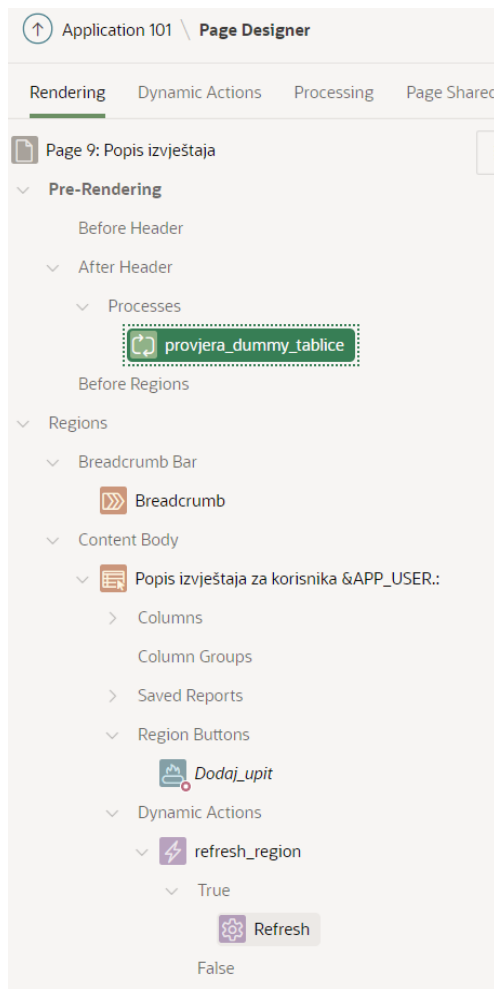 Application 101 \ Page Designer
Rendering Dynamic Actions Processing Page Shared
Page 9: Popis izvještaja
Pre-Rendering
Before Header
After Header
Processes
provjera_dummy_tablice
Before Regions
Regions
Breadcrumb Bar
Breadcrumb
Content Body
Popis izvještaja za korisnika &APP_USER.:
Columns
Column Groups
Saved Reports
Region Buttons
Dodaj_upit
Dynamic Actions
refresh_region
True
Refresh
False